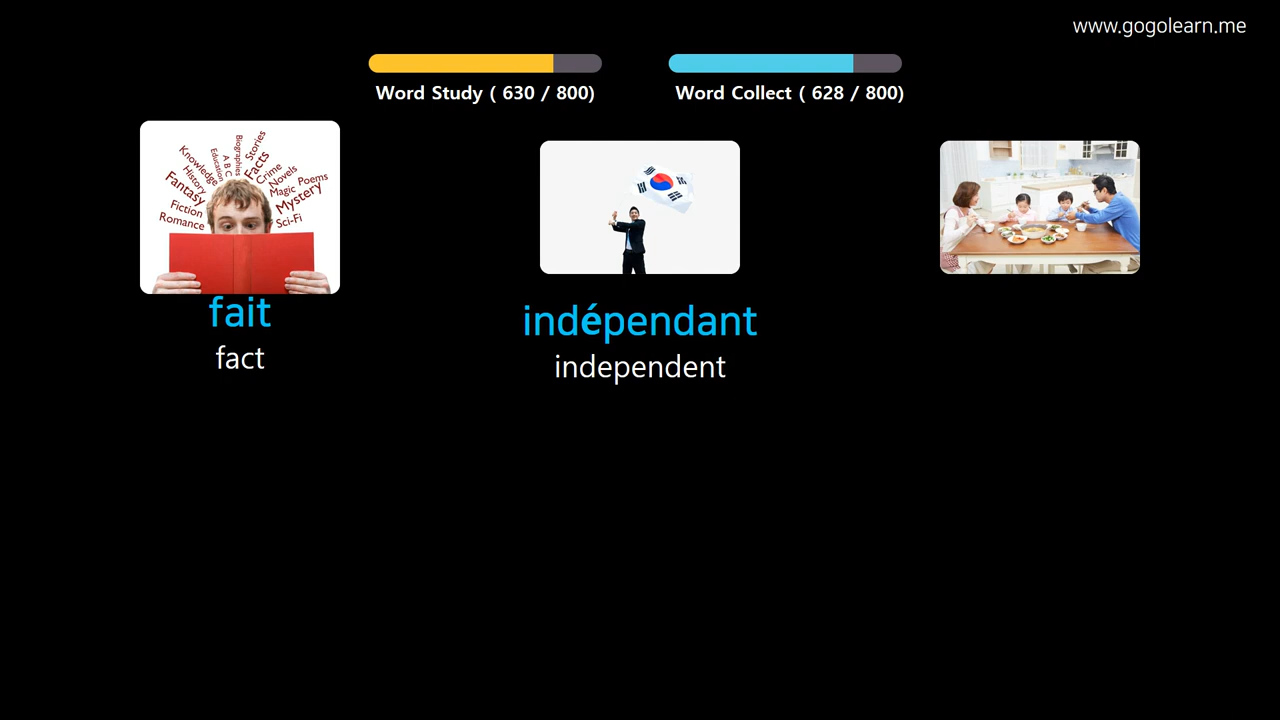 www.gogolearn.me
Word Study ( 630 / 800)
Word Collect ( 628 / 800)
Stories
Biographies
Facts
A B C
Crime
Education
Novels
Knowledge
Magic Poems
History
Mystery
Fantasy
Sci-Fi
Fiction
Romance
fait
fact
indépendant
independent